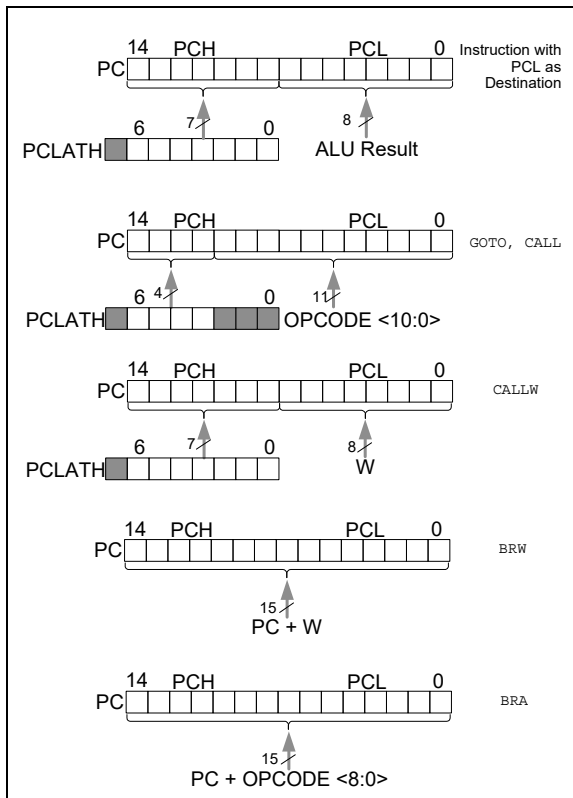 14 PCH PCL 0 Instruction with
PC PCL as
Destination
7 8
6 0
PCLATH ALU Result
14 PCH PCL 0
PC GOTO, CALL
4 11
6 0
PCLATH OPCODE <10:0>
14 PCH PCL 0
PC CALLW
7 8
6 0
PCLATH W
14 PCH PCL 0
PC BRW
15
PC + W
14 PCH PCL 0
PC BRA
15
PC + OPCODE <8:0>